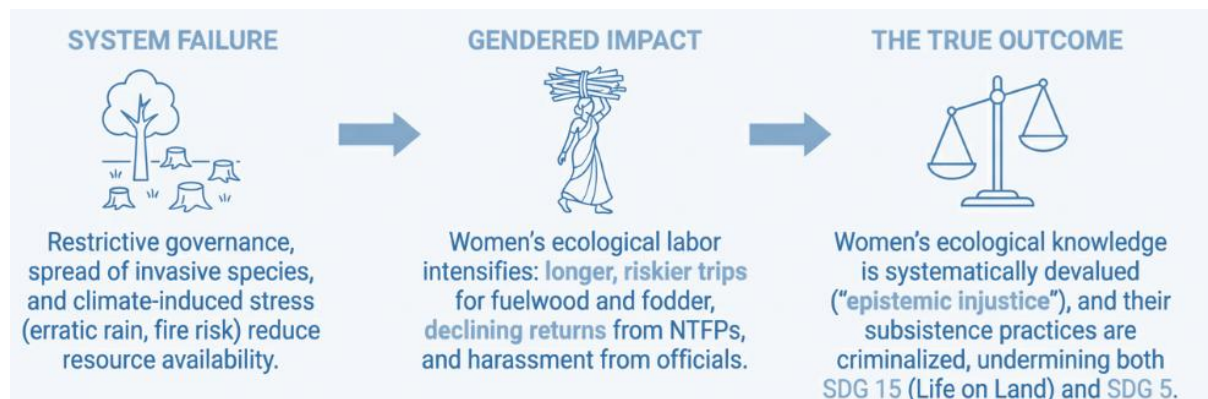 SYSTEM FAILURE
Restrictive governance,
spread of invasive species,
and climate-induced stress
(erratic rain, fire risk) reduce
resource availability.
GENDERED IMPACT
Women's ecological labor
intensifies: longer, riskier trips
for fuelwood and fodder,
declining returns from NTFPs,
and harassment from officials.
THE TRUE OUTCOME
Women's ecological knowledge
is systematically devalued
("epistemic injustice"), and their
subsistence practices are
criminalized, undermining both
SDG 15 (Life on Land) and SDG 5.